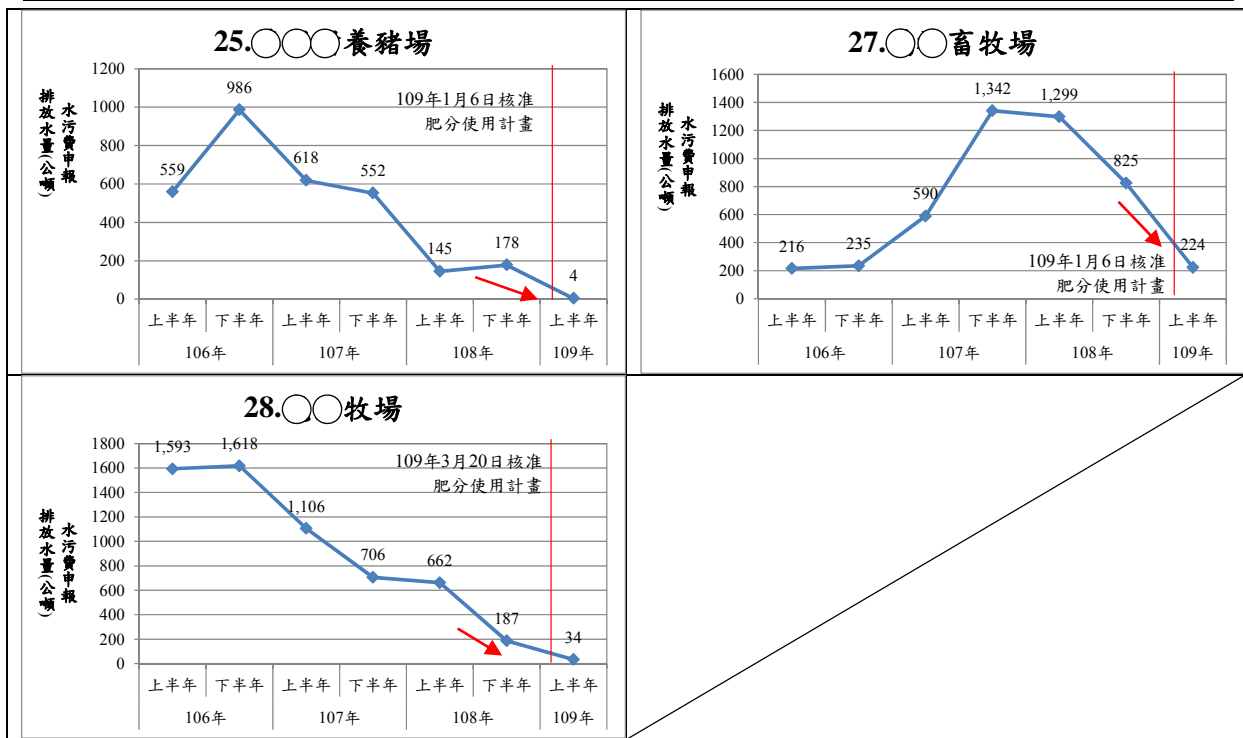 25.◯◯◯養豬場
水污費申報
排放水量(公噸)
1200
1000
800
600
400
200
0
559
986
618
552
145
178
4
109年1月6日核准
肥分使用計畫
上半年 下半年 上半年 下半年 上半年 下半年 上半年
106年 107年 108年 109年
27.◯◯畜牧場
水污費申報
排放水量(公噸)
1600
1400
1200
1000
800
600
400
200
0
216
235
590
1,342
1,299
825
224
109年1月6日核准
肥分使用計畫
上半年 下半年 上半年 下半年 上半年 下半年 上半年
106年 107年 108年 109年
28.◯◯牧場
水污費申報
排放水量(公噸)
1800
1600
1400
1200
1000
800
600
400
200
0
1,593
1,618
1,106
706
662
187
34
109年3月20日核准
肥分使用計畫
上半年 下半年 上半年 下半年 上半年 下半年 上半年
106年 107年 108年 109年